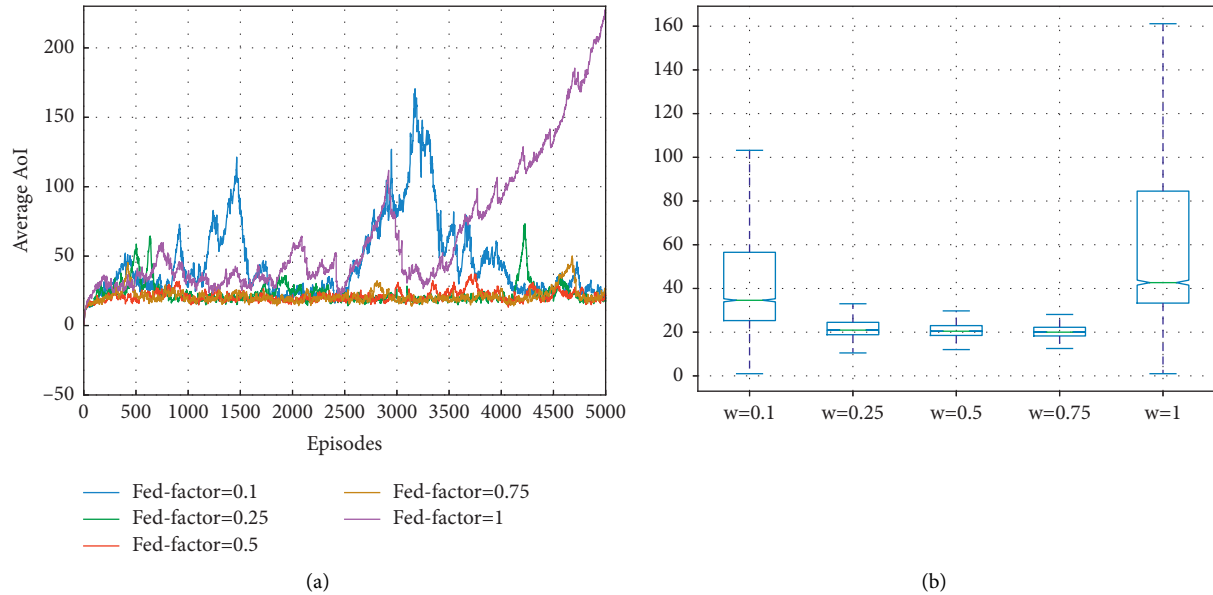 Average AoI
200
150
100
50
0
−50
0 500 1000 1500 2000 2500 3000 3500 4000 4500 5000
Episodes
Fed-factor=0.1
Fed-factor=0.25
Fed-factor=0.5
Fed-factor=0.75
Fed-factor=1
(a)
160
140
120
100
80
60
40
20
0
w=0.1 w=0.25 w=0.5 w=0.75 w=1
(b)